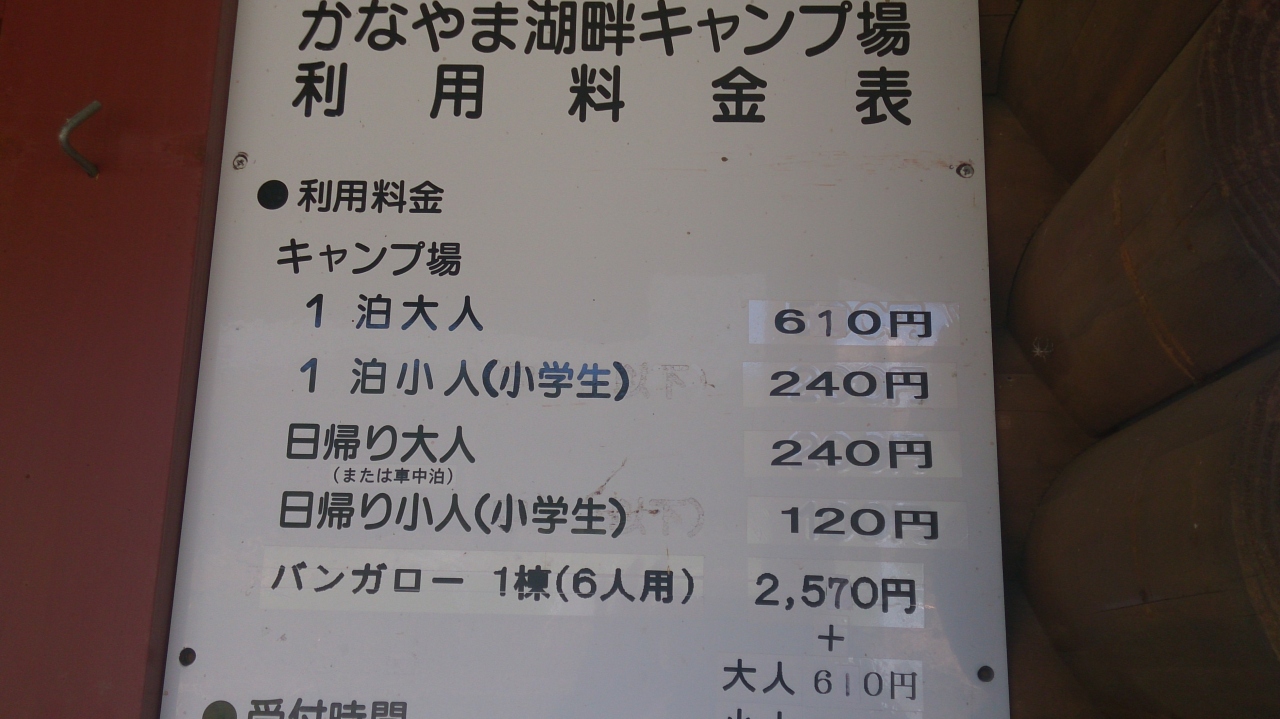 かなやま湖畔キャンプ場
利用料金表
●利用料金
キャンプ場
1 泊大人 610円
1 泊小人(小学生) 240円
日帰り大人 240円
(または車中泊)
日帰り小人(小学生) 120円
バンガロー 1棟(6人用) 2,570円
+
大人 610円
●受付時間